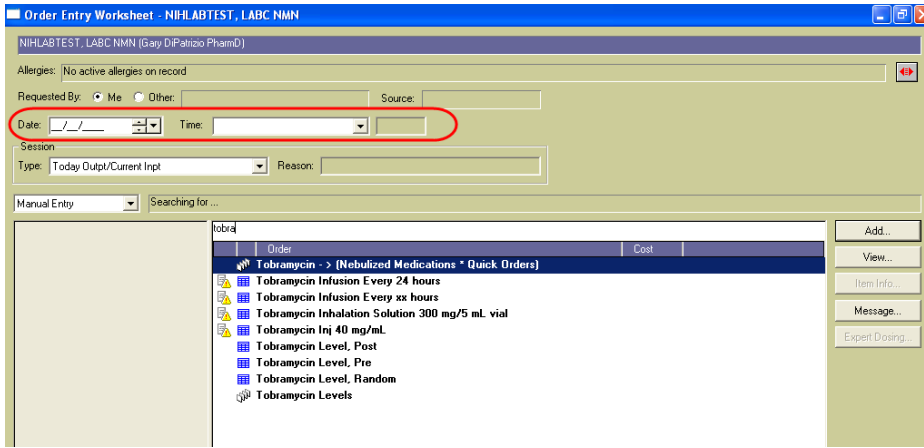 Order Entry Worksheet - NIHLABTEST, LABC NMN
NIHLABTEST, LABC NMN (Gary DiPatrizio PharmD)
Allergies: No active allergies on record
Requested By: Me Other: Source:
Date: __/__/____ Time:
Session
Type: Today Outpt/Current Inpt Reason:
Manual Entry Searching for ...
tobra
Order Cost
Tobramycin - > (Nebulized Medications * Quick Orders)
Tobramycin Infusion Every 24 hours
Tobramycin Infusion Every xx hours
Tobramycin Inhalation Solution 300 mg/5 mL vial
Tobramycin Inj 40 mg/mL
Tobramycin Level, Post
Tobramycin Level, Pre
Tobramycin Level, Random
Tobramycin Levels
Add...
View...
Item Info...
Message...
Expert Dosing...